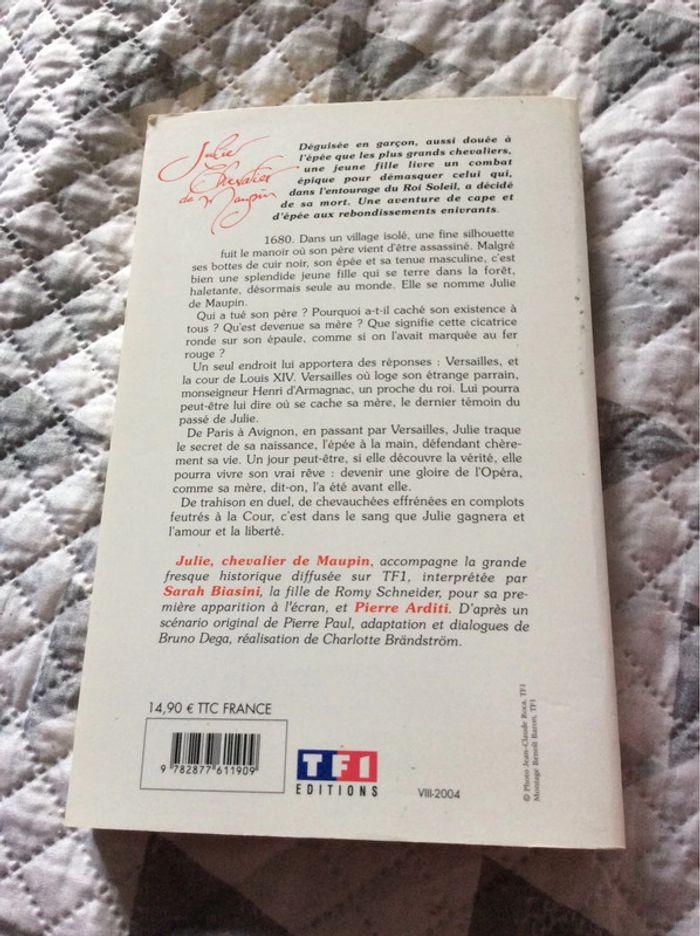 Julie
Chevalier
de Maupin
Déguisée en garçon, aussi douée à
l'épée que les plus grands chevaliers,
une jeune fille livre un combat
épique pour démasquer celui qui,
dans l'entourage du Roi Soleil, a décidé
de sa mort. Une aventure de cape et
d'épée aux rebondissements enivrants.
1680. Dans un village isolé, une fine silhouette
fuit le manoir où son père vient d'être assassiné. Malgré
ses bottes de cuir noir, son épée et sa tenue masculine, c'est
bien une splendide jeune fille qui se terre dans la forêt,
haletante, désormais seule au monde. Elle se nomme Julie
de Maupin.
Qui a tué son père ? Pourquoi a-t-il caché son existence à
tous ? Qu'est devenue sa mère ? Que signifie cette cicatrice
ronde sur son épaule, comme si on l'avait marquée au fer
rouge ?
Un seul endroit lui apportera des réponses : Versailles, et
la cour de Louis XIV. Versailles où loge son étrange parrain,
monseigneur Henri d'Armagnac, un proche du roi. Lui pourra
peut-être lui dire où se cache sa mère, le dernier témoin du
passé de Julie.
De Paris à Avignon, en passant par Versailles, Julie traque
le secret de sa naissance, l'épée à la main, défendant chère-
ment sa vie. Un jour peut-être, si elle découvre la vérité, elle
pourra vivre son vrai rêve : devenir une gloire de l'Opéra,
comme sa mère, dit-on, l'a été avant elle.
De trahison en duel, de chevauchées effrénées en complots
feutrés à la Cour, c'est dans le sang que Julie gagnera et
l'amour et la liberté.
Julie, chevalier de Maupin, accompagne la grande
fresque historique diffusée sur TF1, interprétée par
Sarah Biasini, la fille de Romy Schneider, pour sa pre-
mière apparition à l'écran, et Pierre Arditi. D'après un
scénario original de Pierre Paul, adaptation et dialogues de
Bruno Dega, réalisation de Charlotte Brändström.
14,90 € TTC FRANCE
9 782877 611909
TF1
EDITIONS
VIII-2004
© Photo Jean-Claude Roca, TF1
Montage Benoît Baron, TF1